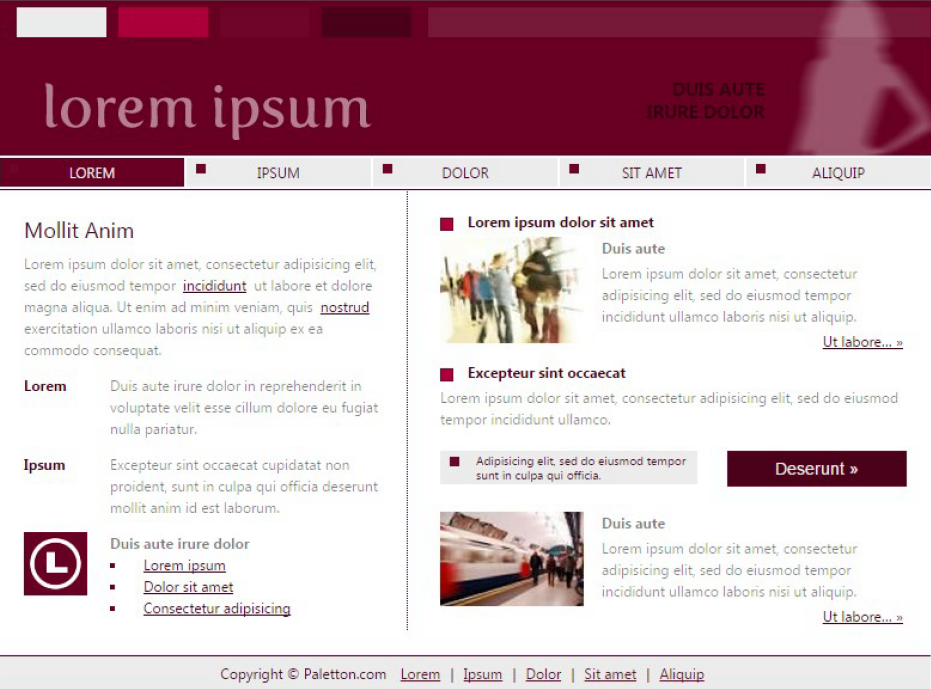 lorem ipsum
DUIS AUTE
IRURE DOLOR
LOREM
IPSUM
DOLOR
SIT AMET
ALIQUIP
Mollit Anim
Lorem ipsum dolor sit amet, consectetur adipisicing elit,
sed do eiusmod tempor incididunt ut labore et dolore
magna aliqua. Ut enim ad minim veniam, quis nostrud
exercitation ullamco laboris nisi ut aliquip ex ea
commodo consequat.
Lorem
Duis aute irure dolor in reprehenderit in
voluptate velit esse cillum dolore eu fugiat
nulla pariatur.
Ipsum
Excepteur sint occaecat cupidatat non
proident, sunt in culpa qui officia deserunt
mollit anim id est laborum.
L
Duis aute irure dolor
Lorem ipsum
Dolor sit amet
Consectetur adipisicing
Lorem ipsum dolor sit amet
Duis aute
Lorem ipsum dolor sit amet, consectetur
adipisicing elit, sed do eiusmod tempor
incididunt ut labore ullamco laboris nisi ut aliquip.
Ut labore... »
Excepteur sint occaecat
Lorem ipsum dolor sit amet, consectetur adipisicing elit, sed do eiusmod
tempor incididunt ullamco.
Adipisicing elit, sed do eiusmod tempor
sunt in culpa qui officia.
Deserunt »
Duis aute
Lorem ipsum dolor sit amet, consectetur
adipisicing elit, sed do eiusmod tempor
incididunt ullamco laboris nisi ut aliquip.
Ut labore... »
Copyright © Paletton.com Lorem | Ipsum | Dolor | Sit amet | Aliquip